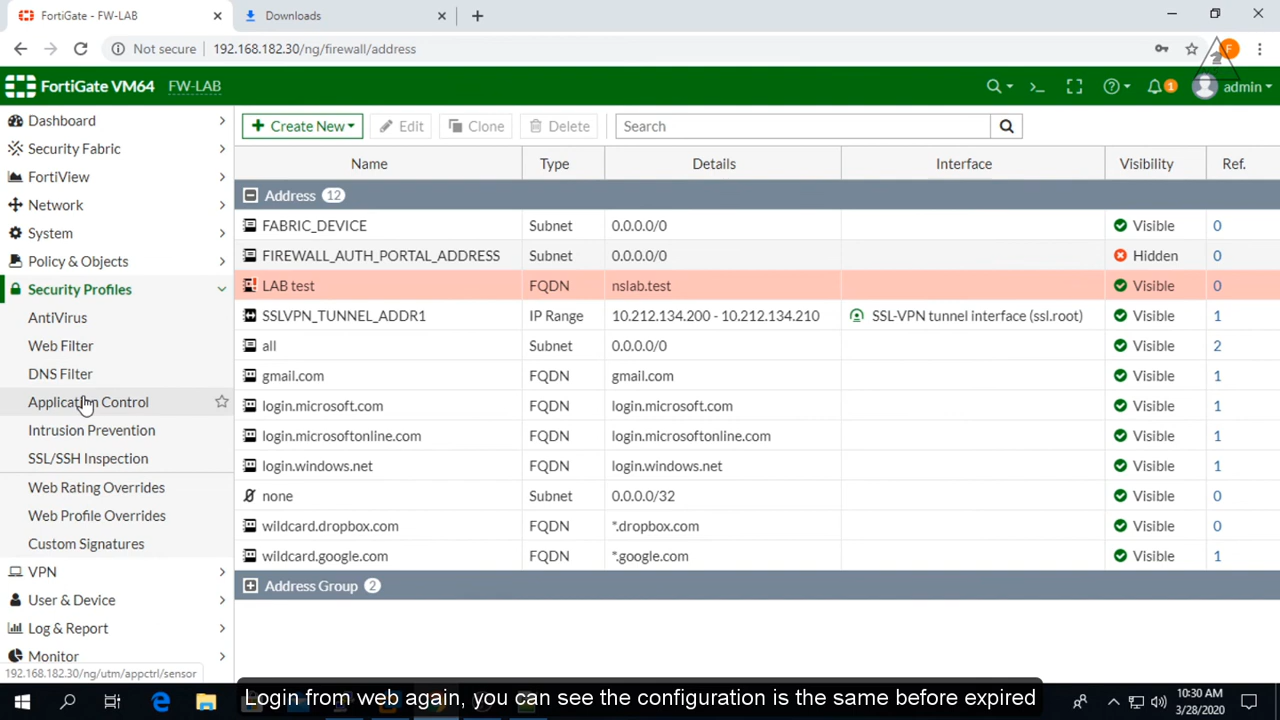 FortiGate - FW-LAB
Downloads
Not secure
192.168.182.30/ng/firewall/address
F
FortiGate VM64 FW-LAB
1
admin
Dashboard
Security Fabric
FortiView
Network
System
Policy & Objects
Security Profiles
AntiVirus
Web Filter
DNS Filter
Application Control
Intrusion Prevention
SSL/SSH Inspection
Web Rating Overrides
Web Profile Overrides
Custom Signatures
VPN
User & Device
Log & Report
Monitor
192.168.182.30/ng/utm/appctrl/sensor
Create New Edit Clone Delete Search
Name Type Details Interface Visibility Ref.
Address 12
FABRIC_DEVICE Subnet 0.0.0.0/0 Visible 0
FIREWALL_AUTH_PORTAL_ADDRESS Subnet 0.0.0.0/0 Hidden 0
LAB test FQDN nslab.test Visible 0
SSLVPN_TUNNEL_ADDR1 IP Range 10.212.134.200 - 10.212.134.210 SSL-VPN tunnel interface (ssl.root) Visible 1
all Subnet 0.0.0.0/0 Visible 2
gmail.com FQDN gmail.com Visible 1
login.microsoft.com FQDN login.microsoft.com Visible 1
login.microsoftonline.com FQDN login.microsoftonline.com Visible 1
login.windows.net FQDN login.windows.net Visible 1
none Subnet 0.0.0.0/32 Visible 0
wildcard.dropbox.com FQDN *.dropbox.com Visible 0
wildcard.google.com FQDN *.google.com Visible 1
Address Group 2
Login from web again, you can see the configuration is the same before expired
10:30 AM
3/28/2020